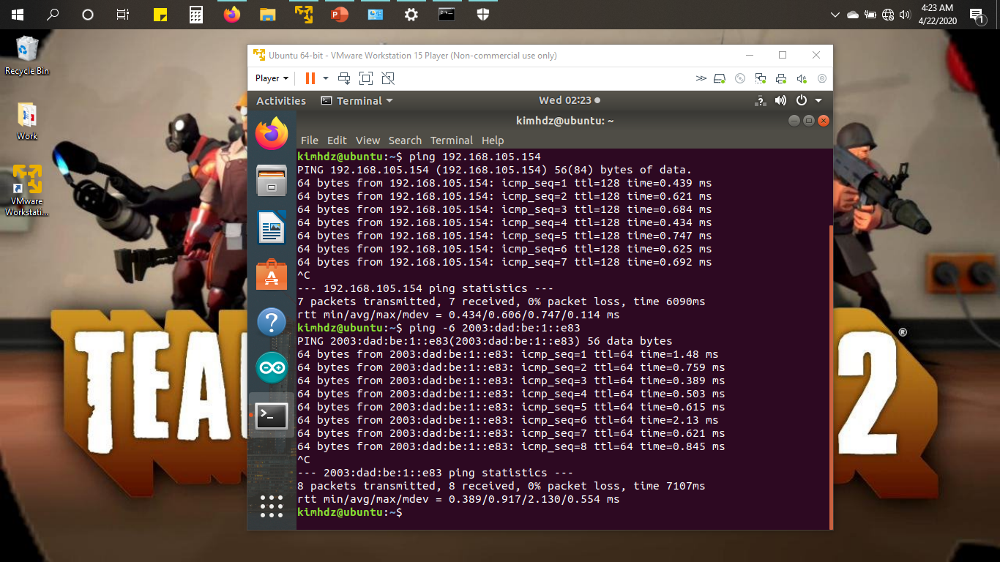 4:23 AM
4/22/2020
1
Recycle Bin
Work
VMware
Workstati...
Ubuntu 64-bit - VMware Workstation 15 Player (Non-commercial use only)
Player
Activities
Terminal
Wed 02:23
kimhdz@ubuntu: ~
File Edit View Search Terminal Help
kimhdz@ubuntu:~$ ping 192.168.105.154
PING 192.168.105.154 (192.168.105.154) 56(84) bytes of data.
64 bytes from 192.168.105.154: icmp_seq=1 ttl=128 time=0.439 ms
64 bytes from 192.168.105.154: icmp_seq=2 ttl=128 time=0.621 ms
64 bytes from 192.168.105.154: icmp_seq=3 ttl=128 time=0.684 ms
64 bytes from 192.168.105.154: icmp_seq=4 ttl=128 time=0.434 ms
64 bytes from 192.168.105.154: icmp_seq=5 ttl=128 time=0.747 ms
64 bytes from 192.168.105.154: icmp_seq=6 ttl=128 time=0.625 ms
64 bytes from 192.168.105.154: icmp_seq=7 ttl=128 time=0.692 ms
^C
--- 192.168.105.154 ping statistics ---
7 packets transmitted, 7 received, 0% packet loss, time 6090ms
rtt min/avg/max/mdev = 0.434/0.606/0.747/0.114 ms
kimhdz@ubuntu:~$ ping -6 2003:dad:be:1::e83
PING 2003:dad:be:1::e83(2003:dad:be:1::e83) 56 data bytes
64 bytes from 2003:dad:be:1::e83: icmp_seq=1 ttl=64 time=1.48 ms
64 bytes from 2003:dad:be:1::e83: icmp_seq=2 ttl=64 time=0.759 ms
64 bytes from 2003:dad:be:1::e83: icmp_seq=3 ttl=64 time=0.389 ms
64 bytes from 2003:dad:be:1::e83: icmp_seq=4 ttl=64 time=0.503 ms
64 bytes from 2003:dad:be:1::e83: icmp_seq=5 ttl=64 time=0.615 ms
64 bytes from 2003:dad:be:1::e83: icmp_seq=6 ttl=64 time=2.13 ms
64 bytes from 2003:dad:be:1::e83: icmp_seq=7 ttl=64 time=0.621 ms
64 bytes from 2003:dad:be:1::e83: icmp_seq=8 ttl=64 time=0.845 ms
^C
--- 2003:dad:be:1::e83 ping statistics ---
8 packets transmitted, 8 received, 0% packet loss, time 7107ms
rtt min/avg/max/mdev = 0.389/0.917/2.130/0.554 ms
kimhdz@ubuntu:~$
TEA 2®